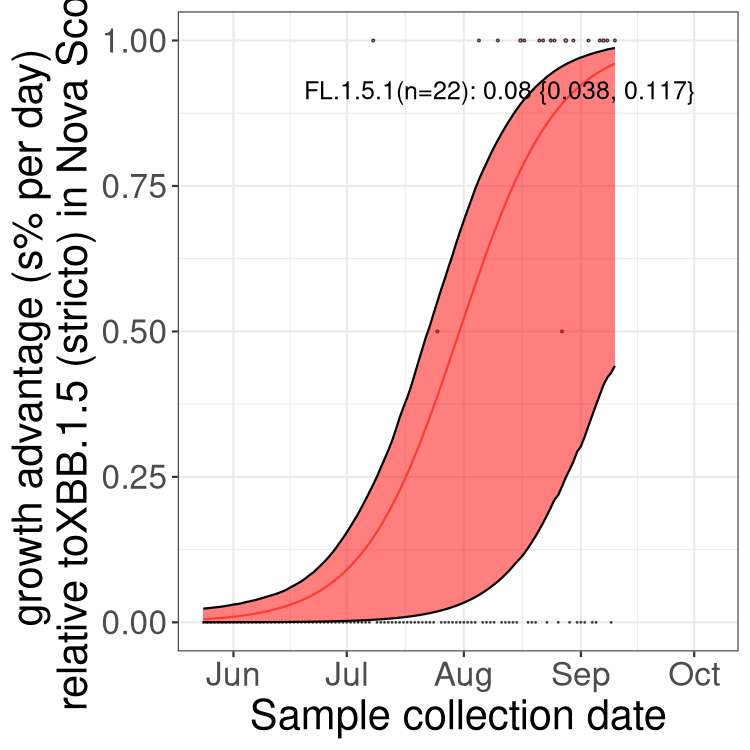 growth advantage (s% per day)
relative toXBB.1.5 (stricto) in Nova Sco
1.00
0.75
0.50
0.25
0.00
FL.1.5.1(n=22): 0.08 {0.038, 0.117}
Jun Jul Aug Sep Oct
Sample collection date